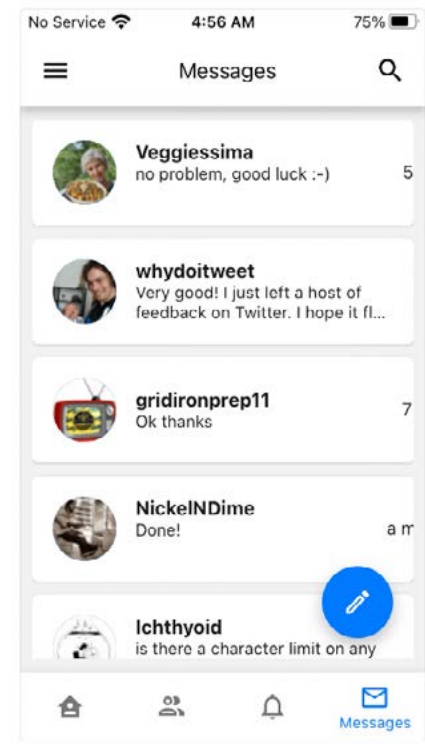 No Service 4:56 AM 75%
Messages
Veggiessima
no problem, good luck :-) 5
whydoitweet
Very good! I just left a host of
feedback on Twitter. I hope it fl...
gridironprep11
Ok thanks 7
NickelNDime
Done! a m
Ichthyoid
is there a character limit on any
Messages